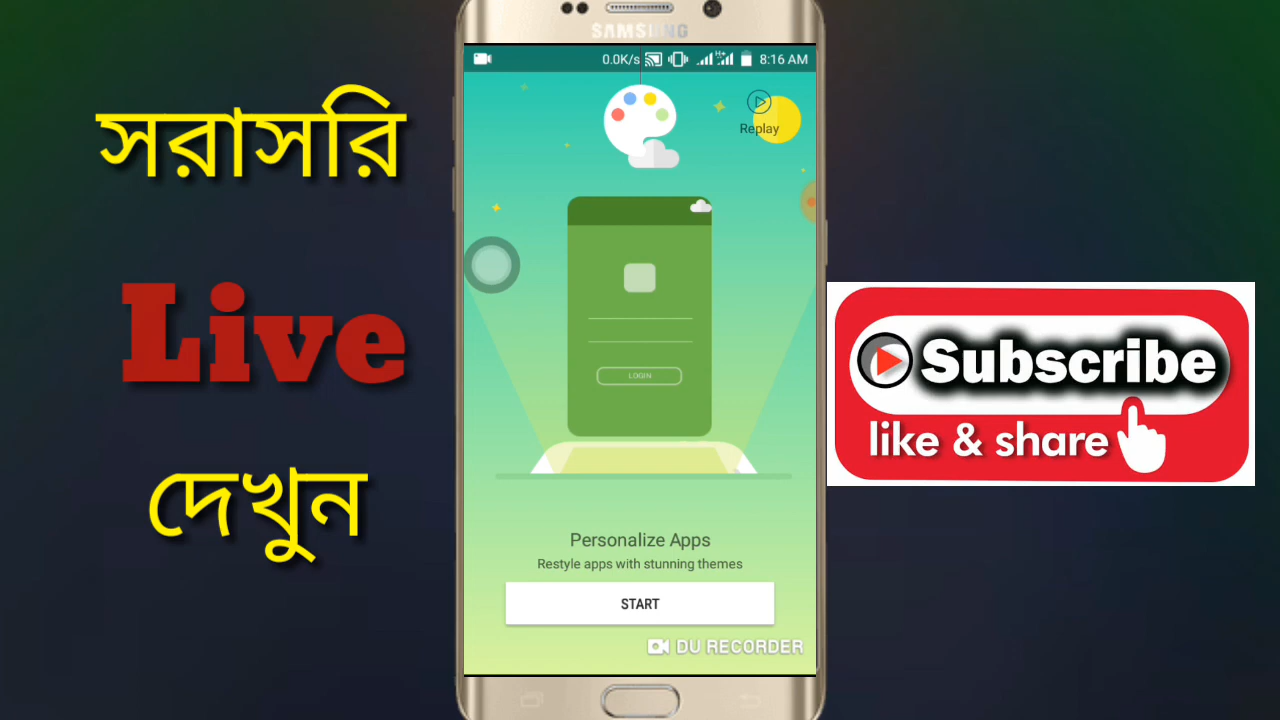 সরাসরি
Live
দেখুন
SAMSUNG
0.0K/s
H+
8:16 AM
Replay
LOGIN
Personalize Apps
Restyle apps with stunning themes
START
DU RECORDER
Subscribe
like & share